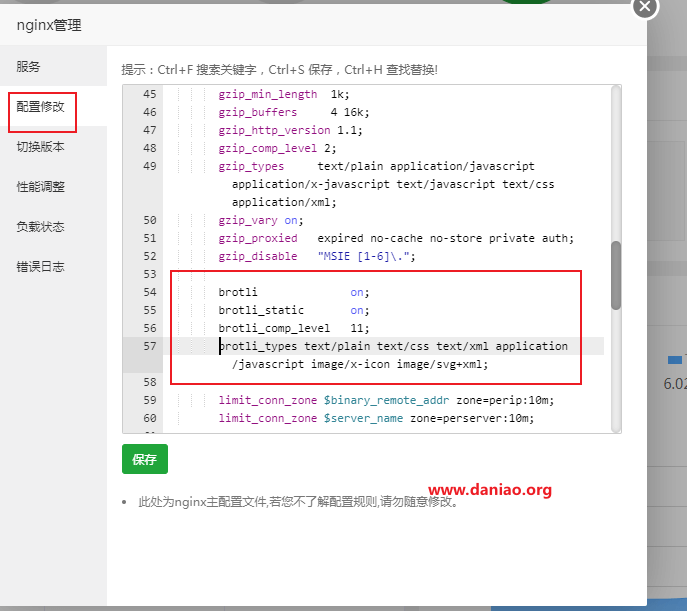 nginx管理
服务
配置修改
切换版本
性能调整
负载状态
错误日志
提示：Ctrl+F 搜索关键字，Ctrl+S 保存，Ctrl+H 查找替换!
45 gzip_min_length 1k;
46 gzip_buffers 4 16k;
47 gzip_http_version 1.1;
48 gzip_comp_level 2;
49 gzip_types text/plain application/javascript
application/x-javascript text/javascript text/css
application/xml;
50 gzip_vary on;
51 gzip_proxied expired no-cache no-store private auth;
52 gzip_disable "MSIE [1-6]\.";
53
54 brotli on;
55 brotli_static on;
56 brotli_comp_level 11;
57 brotli_types text/plain text/css text/xml application
/javascript image/x-icon image/svg+xml;
58
59 limit_conn_zone $binary_remote_addr zone=perip:10m;
60 limit_conn_zone $server_name zone=perserver:10m;
保存
www.daniao.org
此处为nginx主配置文件,若您不了解配置规则,请勿随意修改。
6.02